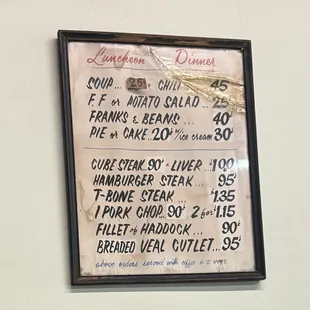 Luncheon Dinner
SOUP... 25¢ CHILI 45
F.F or POTATO SALAD... 25
FRANKS & BEANS... 40¢
PIE or CAKE. 20¢ w/ice cream 30¢
CUBE STEAK. 90¢ - LIVER... $1.00
HAMBURGER STEAK... 95¢
T-BONE STEAK... $1.35
1 PORK CHOP. 90¢ 2 for $1.15
FILLET of HADDOCK... 90¢
BREADED VEAL CUTLET... 95¢
above orders served with coffee & 2 vegs